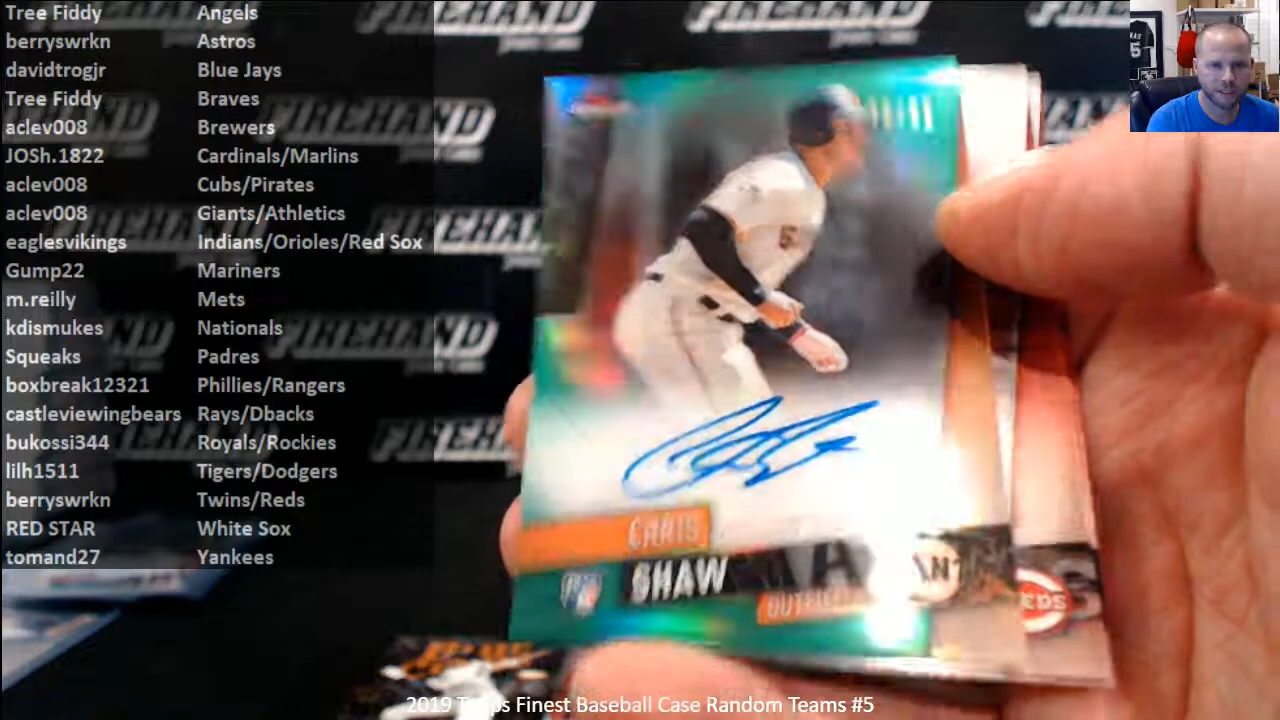 Tree Fiddy Angels
berryswrkn Astros
davidtrogjr Blue Jays
Tree Fiddy Braves
aclev008 Brewers
JOSh.1822 Cardinals/Marlins
aclev008 Cubs/Pirates
aclev008 Giants/Athletics
eaglesvikings Indians/Orioles/Red Sox
Gump22 Mariners
m.reilly Mets
kdismukes Nationals
Squeaks Padres
boxbreak12321 Phillies/Rangers
castleviewingbears Rays/Dbacks
bukossi344 Royals/Rockies
lilh1511 Tigers/Dodgers
berryswrkn Twins/Reds
RED STAR White Sox
tomand27 Yankees
FIREHAND
5
CHRIS
SHAW
2019 Topps Finest Baseball Case Random Teams #5